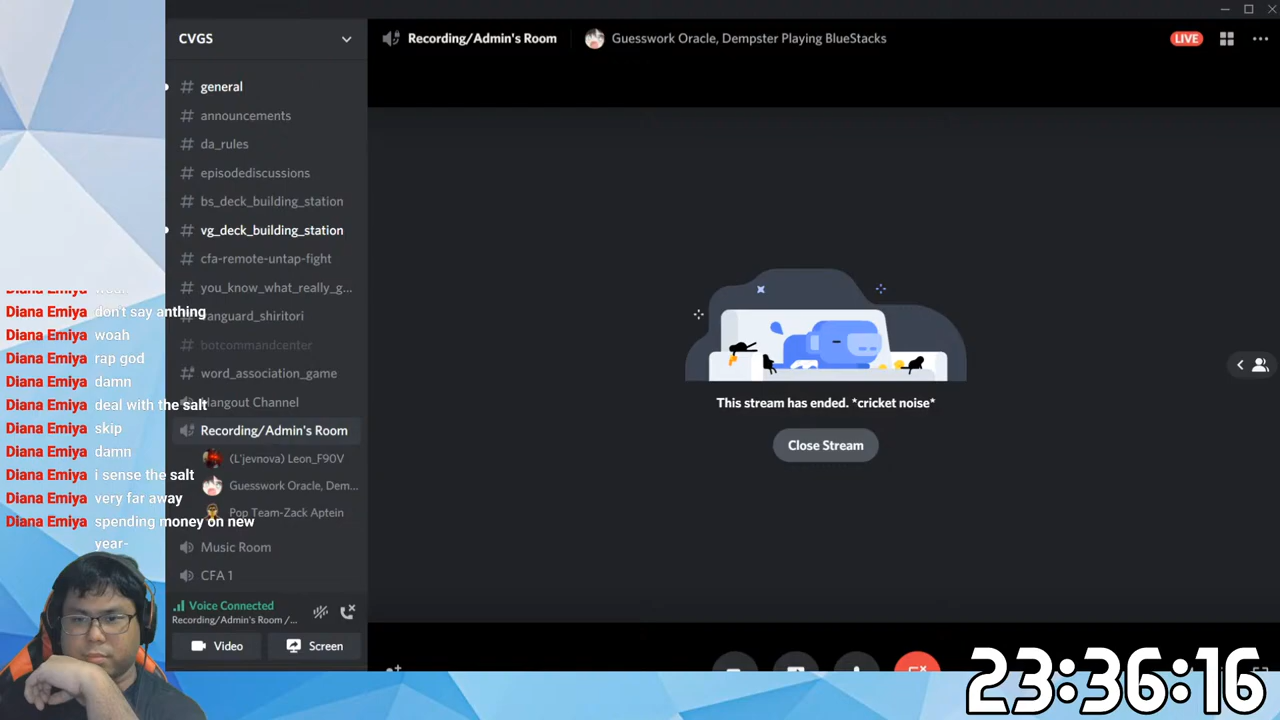 CVGS
general
announcements
da_rules
episodediscussions
bs_deck_building_station
vg_deck_building_station
cfa-remote-untap-fight
you_know_what_really_g...
anguard_shiritori
botcommandcenter
word_association_game
angout Channel
Recording/Admin's Room
(L'jevnova) Leon_F90V
Guesswork Oracle, Dem...
Pop Team-Zack Aptein
Music Room
CFA 1
Voice Connected
Recording/Admin's Room /...
Video Screen
Recording/Admin's Room Guesswork Oracle, Dempster Playing BlueStacks LIVE
This stream has ended. *cricket noise*
Close Stream
Diana Emiya
Diana Emiya don't say anthing
Diana Emiya woah
Diana Emiya rap god
Diana Emiya damn
Diana Emiya deal with the salt
Diana Emiya skip
Diana Emiya damn
Diana Emiya i sense the salt
Diana Emiya very far away
Diana Emiya spending money on new
year-
23:36:16